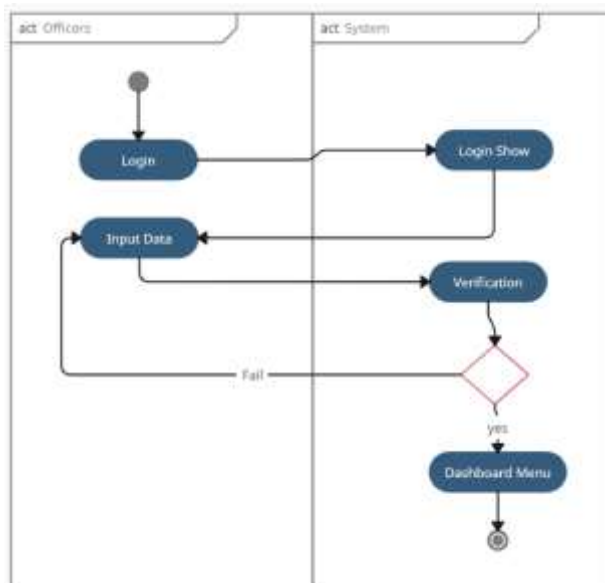 act Officers
act System
Login
Login Show
Input Data
Verification
Fail
yes
Dashboard Menu